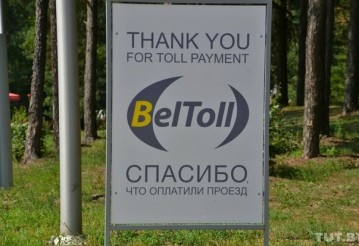 THANK YOU
FOR TOLL PAYMENT
BelToll
СПАСИБО,
ЧТО ОПЛАТИЛИ ПРОЕЗД
TUT.BY